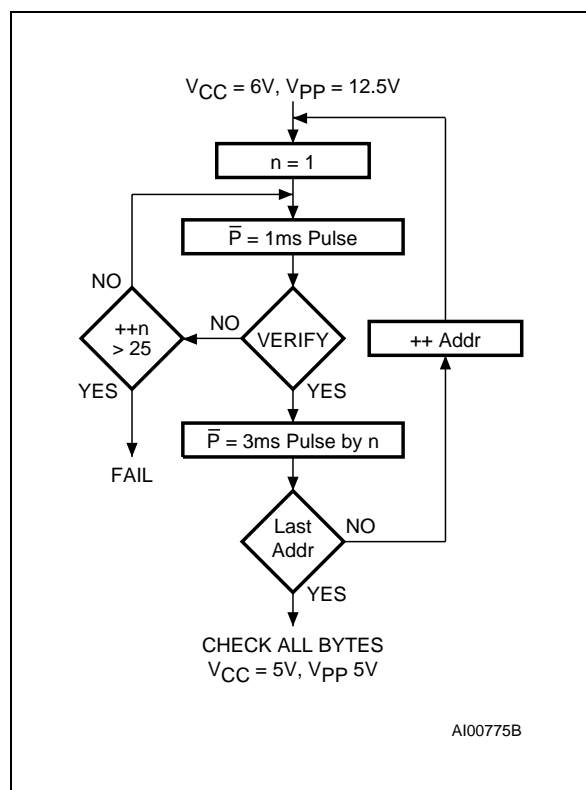 VCC = 6V, VPP = 12.5V
n = 1
P̅ = 1ms Pulse
NO
++n
> 25
NO
VERIFY
++ Addr
YES
YES
P̅ = 3ms Pulse by n
FAIL
Last
Addr
NO
YES
CHECK ALL BYTES
VCC = 5V, VPP 5V
AI00775B